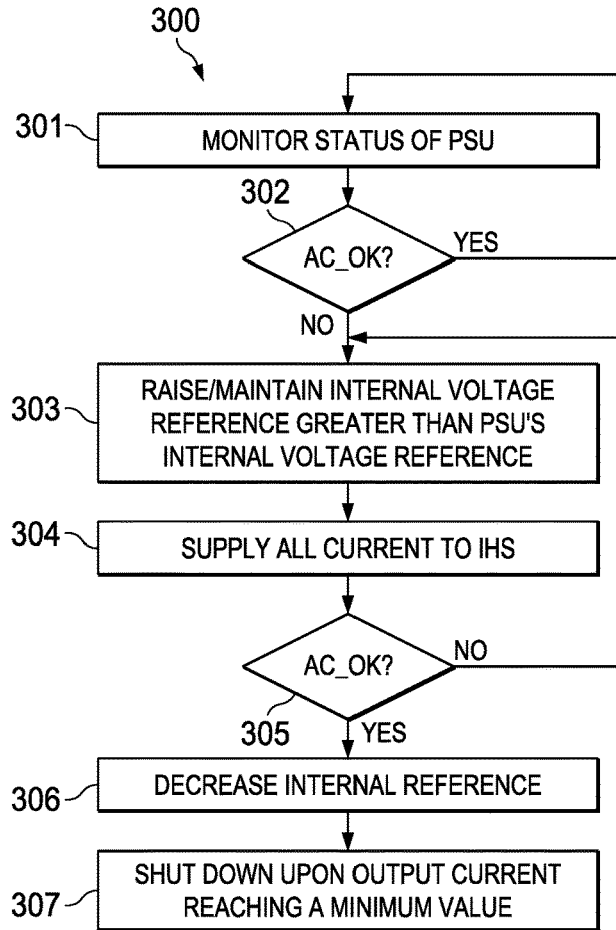 300
301
MONITOR STATUS OF PSU
302
AC_OK?
YES
NO
303
RAISE/MAINTAIN INTERNAL VOLTAGE
REFERENCE GREATER THAN PSU'S
INTERNAL VOLTAGE REFERENCE
304
SUPPLY ALL CURRENT TO IHS
AC_OK?
NO
305
YES
306
DECREASE INTERNAL REFERENCE
307
SHUT DOWN UPON OUTPUT CURRENT
REACHING A MINIMUM VALUE